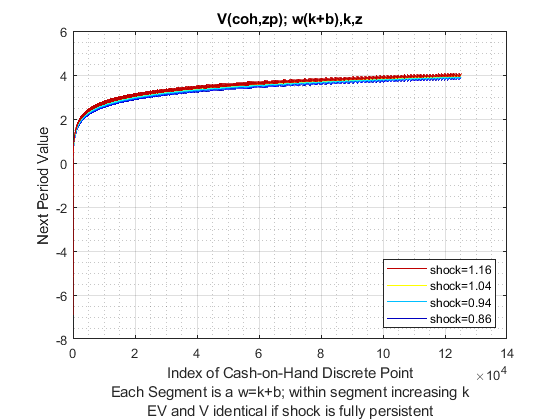 V(coh,zp); w(k+b),k,z
Next Period Value
6
4
2
0
-2
-4
-6
-8
0
2
4
6
8
10
12
14
×10⁴
shock=1.16
shock=1.04
shock=0.94
shock=0.86
Index of Cash-on-Hand Discrete Point
Each Segment is a w=k+b; within segment increasing k
EV and V identical if shock is fully persistent